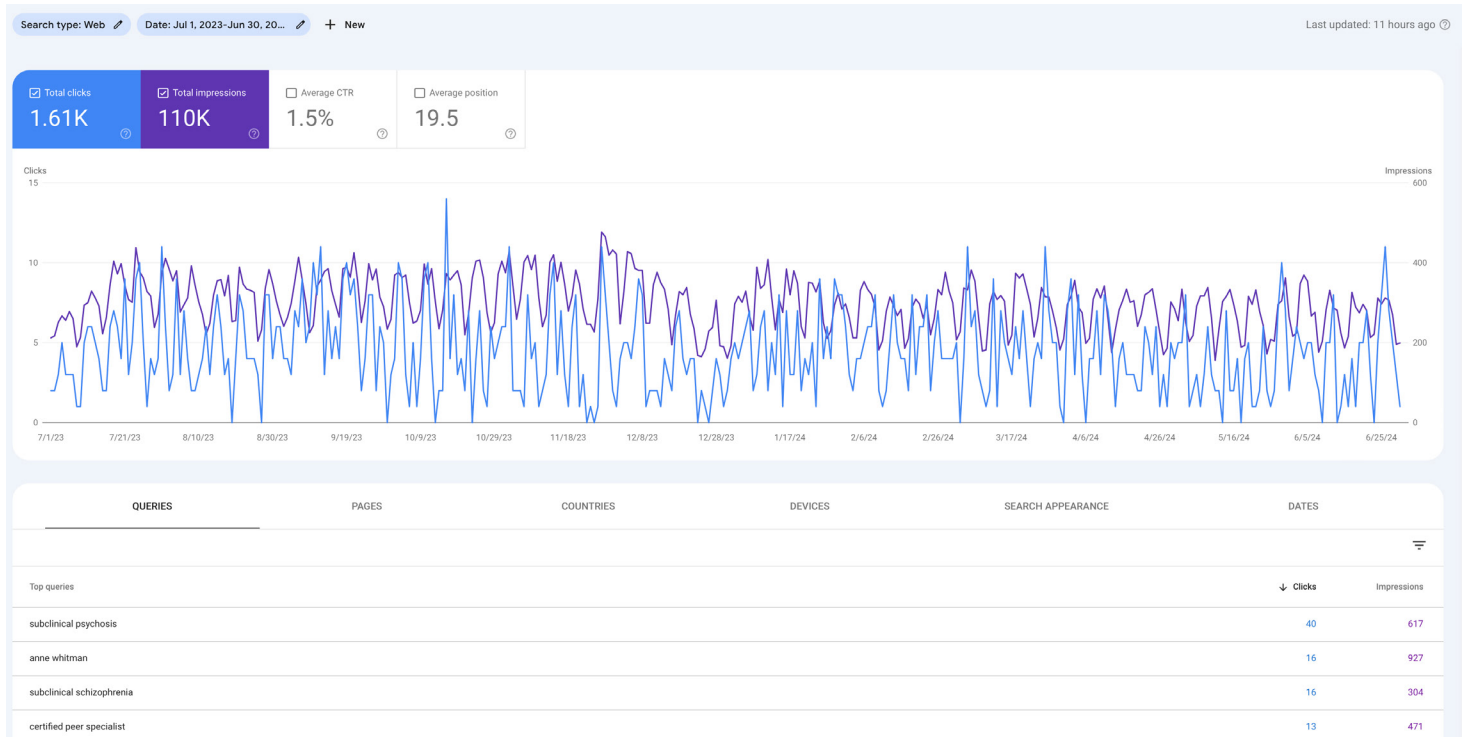 Search type: Web Date: Jul 1, 2023-Jun 30, 20... + New Last updated: 11 hours ago
Total clicks Total impressions Average CTR Average position
1.61K 110K 1.5% 19.5
Clicks Impressions
15 600
10 400
5 200
0 0
7/1/23 7/21/23 8/10/23 8/30/23 9/19/23 10/9/23 10/29/23 11/18/23 12/8/23 12/28/23 1/17/24 2/6/24 2/26/24 3/17/24 4/6/24 4/26/24 5/16/24 6/5/24 6/25/24
QUERIES PAGES COUNTRIES DEVICES SEARCH APPEARANCE DATES
Top queries Clicks Impressions
subclinical psychosis 40 617
anne whitman 16 927
subclinical schizophrenia 16 304
certified peer specialist 13 471